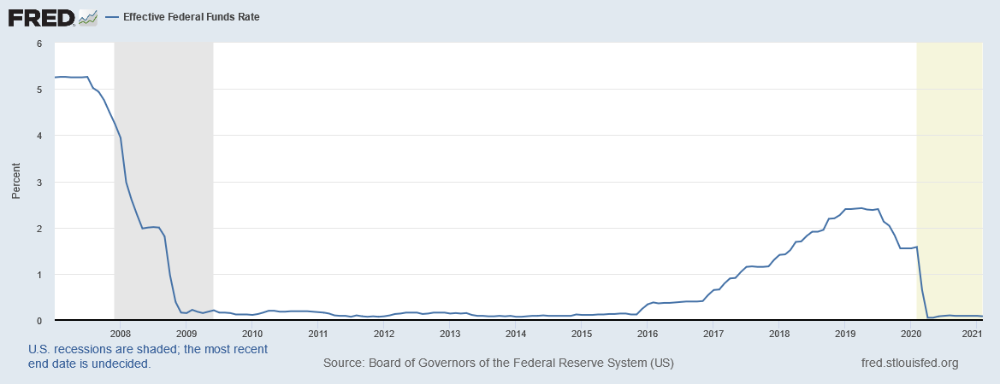 FRED
Effective Federal Funds Rate
6
5
4
3
2
1
0
Percent
2008 2009 2010 2011 2012 2013 2014 2015 2016 2017 2018 2019 2020 2021
U.S. recessions are shaded; the most recent
end date is undecided.
Source: Board of Governors of the Federal Reserve System (US)
fred.stlouisfed.org